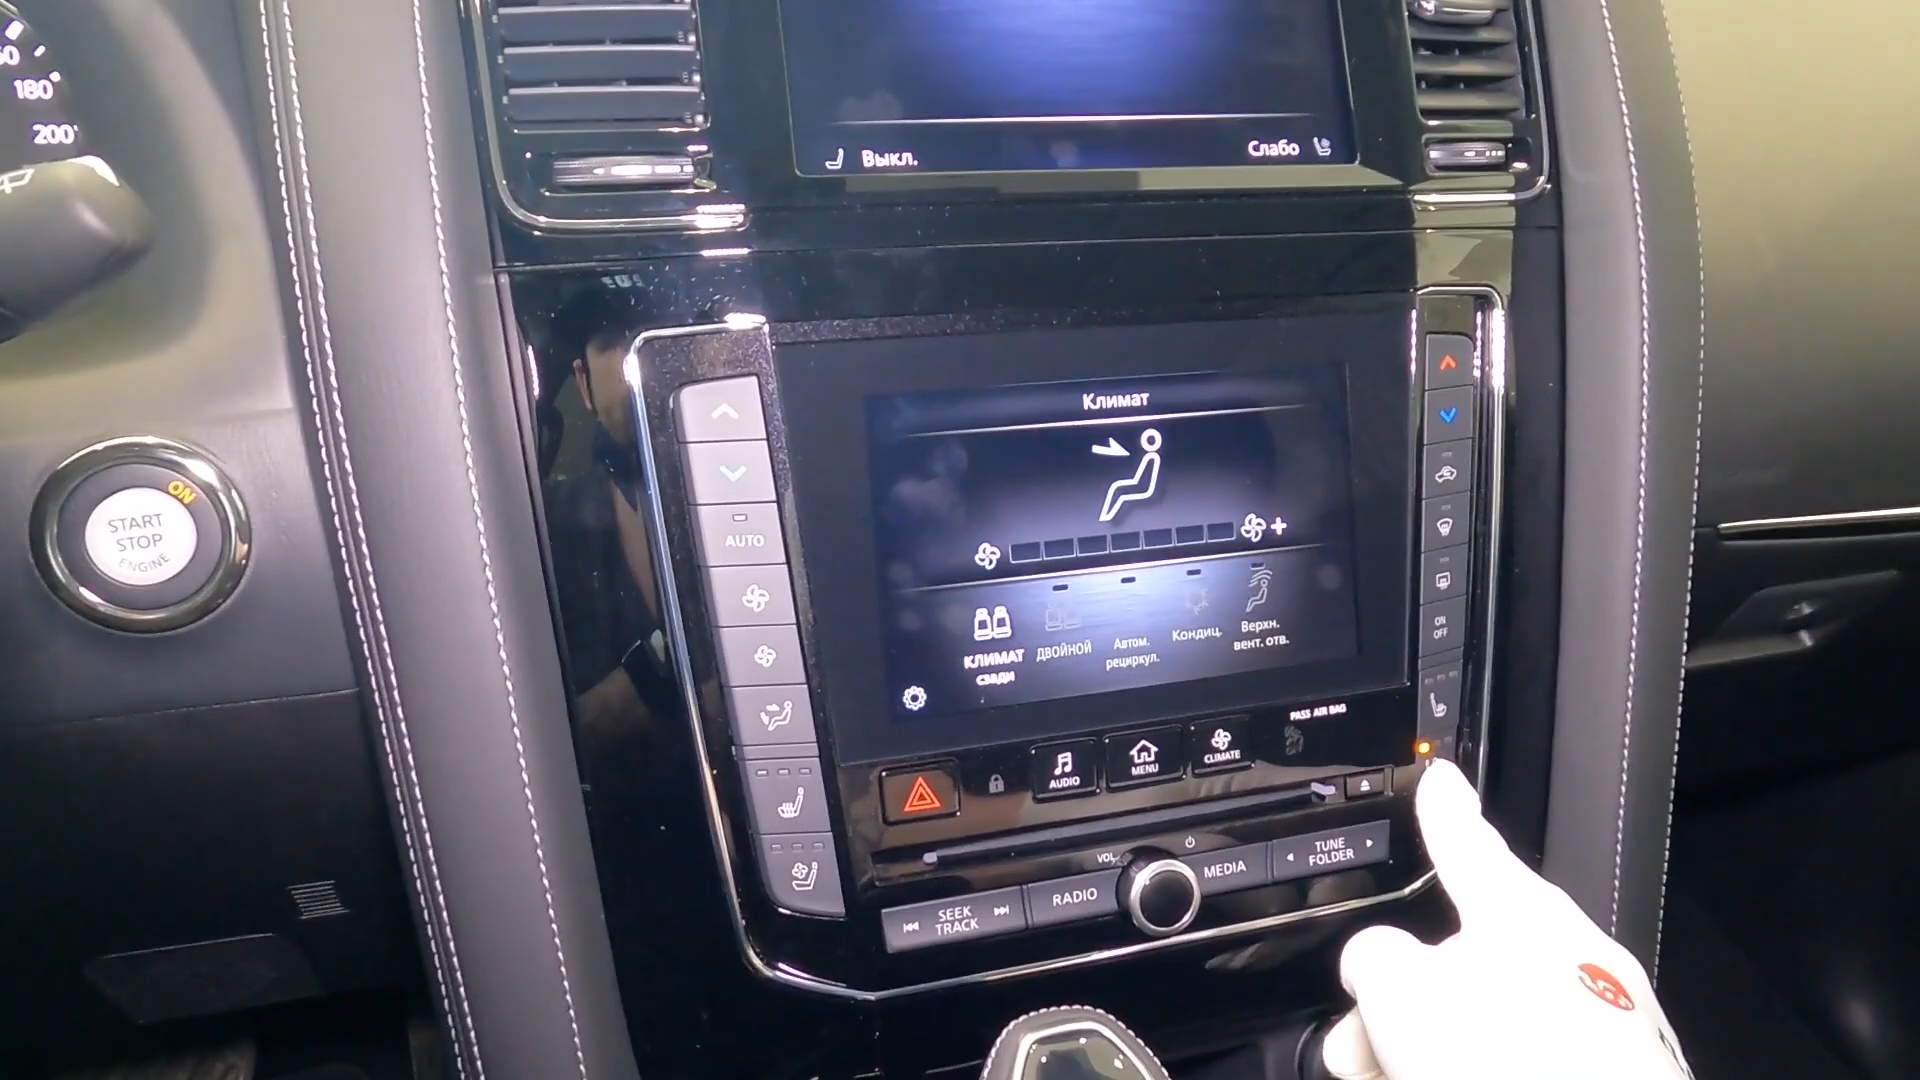 180
200
Выкл.
Слабо
ON
START
STOP
ENGINE
AUTO
Климат
+
КЛИМАТ
сзади
ДВОЙНОЙ
Автом.
рециркул.
Кондиц.
Верхн.
вент. отв.
ON
OFF
PASS AIR BAG
AUDIO
MENU
CLIMATE
SEEK
TRACK
RADIO
VOL
MEDIA
TUNE
FOLDER